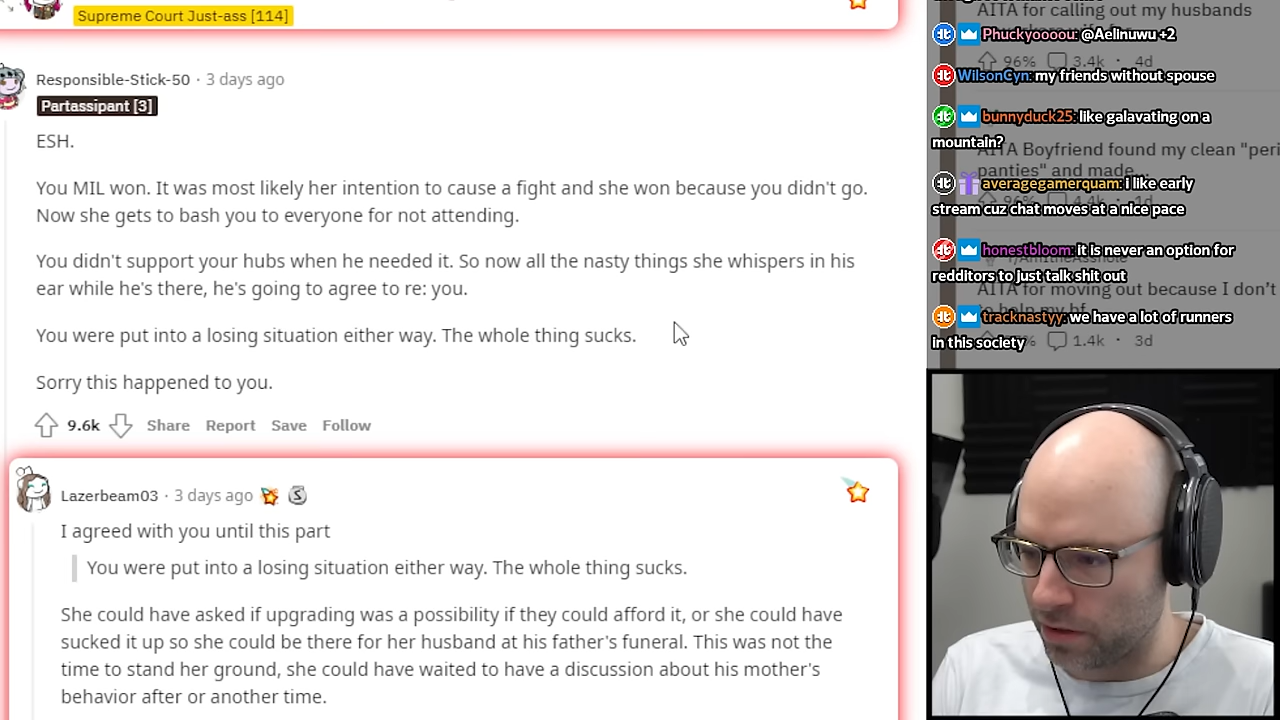 Supreme Court Just-ass [114]
Responsible-Stick-50 · 3 days ago
Partassipant [3]
ESH.
You MIL won. It was most likely her intention to cause a fight and she won because you didn't go.
Now she gets to bash you to everyone for not attending.
You didn't support your hubs when he needed it. So now all the nasty things she whispers in his
ear while he's there, he's going to agree to re: you.
You were put into a losing situation either way. The whole thing sucks.
Sorry this happened to you.
9.6k Share Report Save Follow
Lazerbeam03 · 3 days ago
I agreed with you until this part
You were put into a losing situation either way. The whole thing sucks.
She could have asked if upgrading was a possibility if they could afford it, or she could have
sucked it up so she could be there for her husband at his father's funeral. This was not the
time to stand her ground, she could have waited to have a discussion about his mother's
behavior after or another time.
AITA for calling out my husbands
Phuckyoooou: @Aelinuwu +2
96% 3.4k · 4d
WilsonCyn: my friends without spouse
bunnyduck25: like galavating on a
mountain?
AITA Boyfriend found my clean "peri
panties" and made...
averagegamerquam: i like early
stream cuz chat moves at a nice pace
honestbloom: it is never an option for
redditors to just talk shit out
AITA for moving out because I don't
to help my bf
tracknastyy: we have a lot of runners
in this society
1.4k · 3d